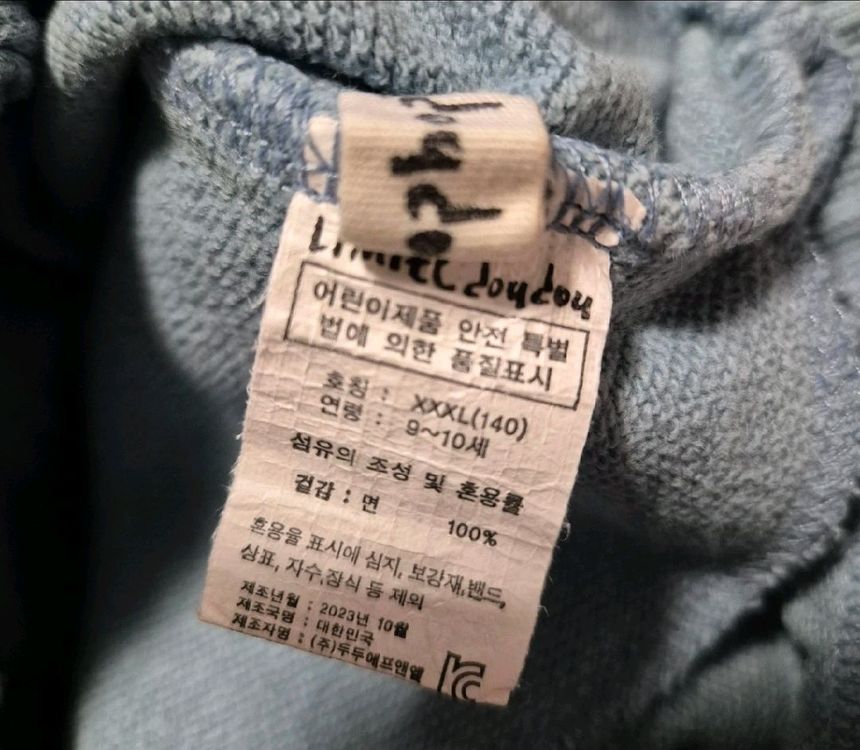 어린이제품 안전 특별
법에 의한 품질표시
호칭 : XXXL(140)
연령 : 9~10세
섬유의 조성 및 혼용률
겉감 : 면 100%
혼용율 표시에 심지, 보강재,밴드,
상표, 자수,장식 등 제외
제조년월 : 2023년 10월
제조국명 : 대한민국
제조자명 : (주)두두에프앤엘